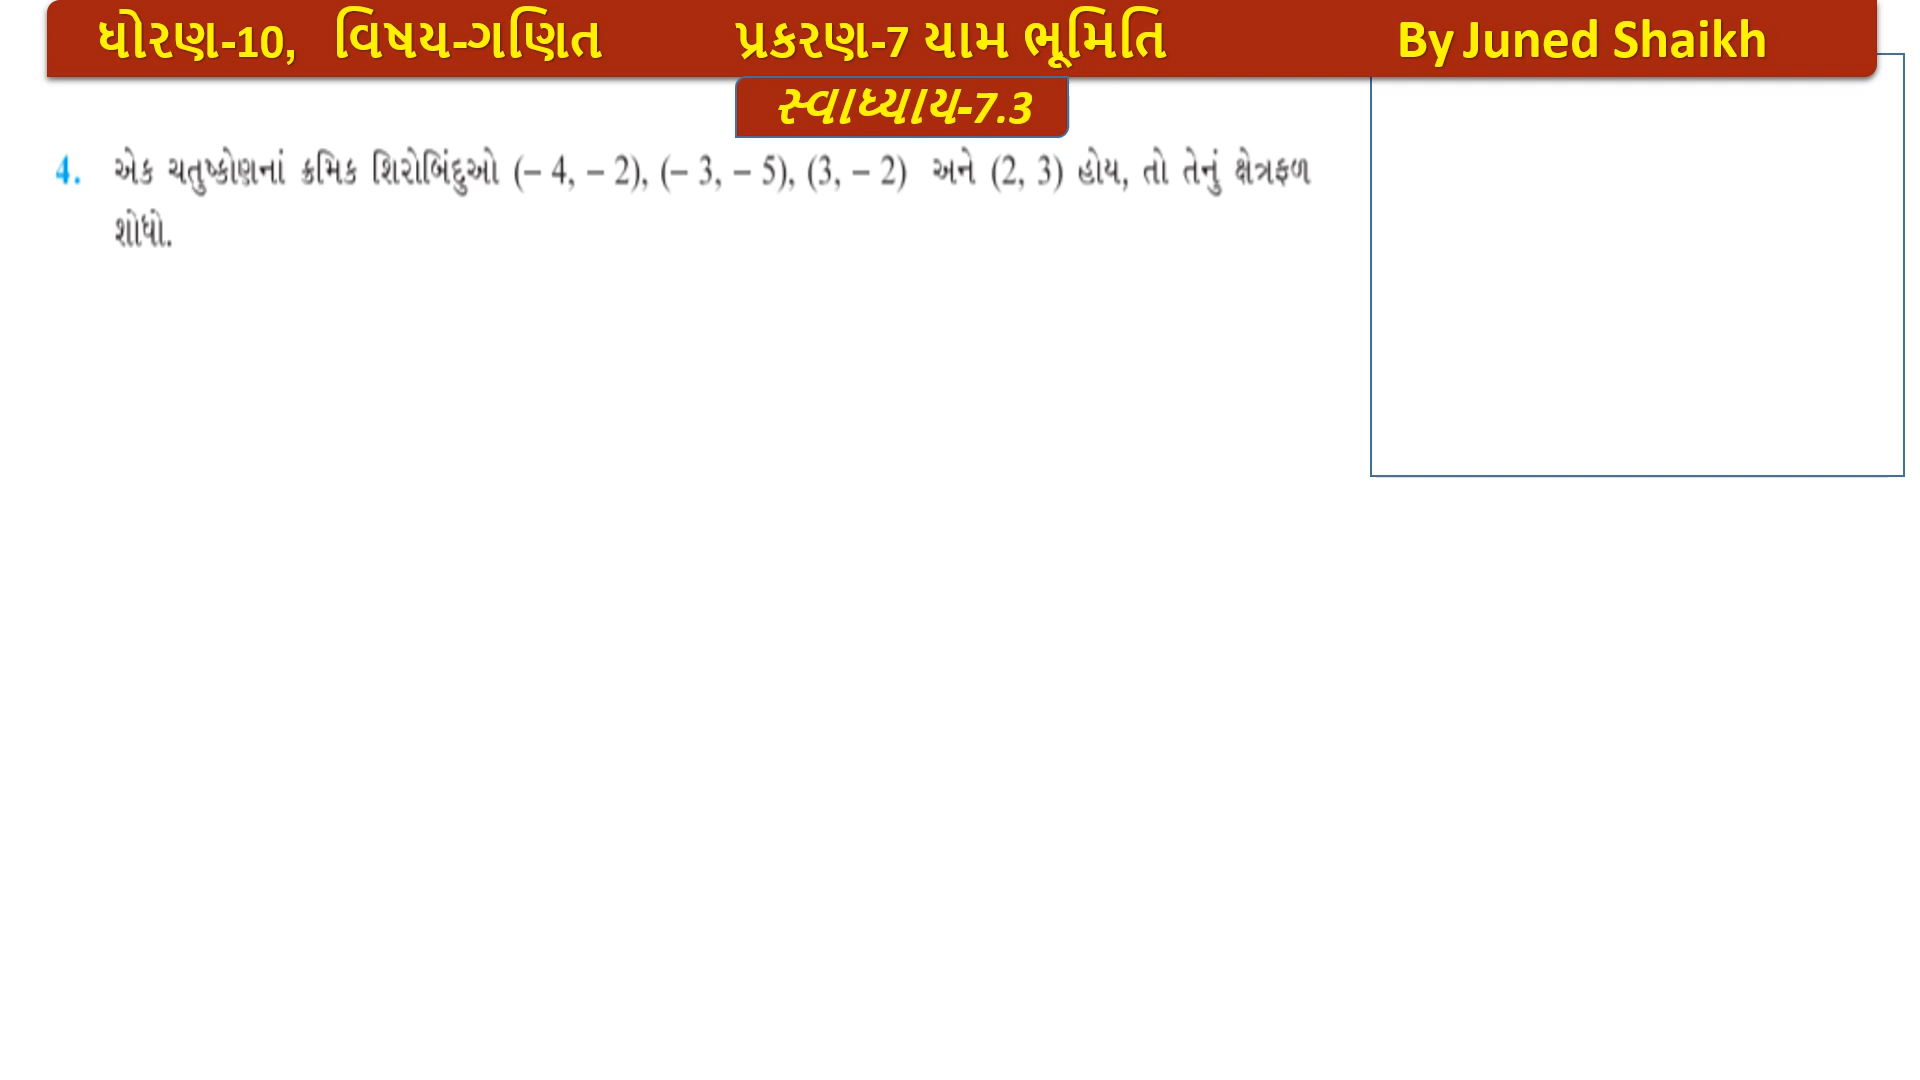 ધોરણ-10, વિષય-ગણિત પ્રકરણ-7 યામ ભૂમિતિ By Juned Shaikh
સ્વાધ્યાય-7.3
4. એક ચતુષ્કોણનાં ક્રમિક શિરોબિંદુઓ (– 4, – 2), (– 3, – 5), (3, – 2) અને (2, 3) હોય, તો તેનું ક્ષેત્રફળ
શોધો.